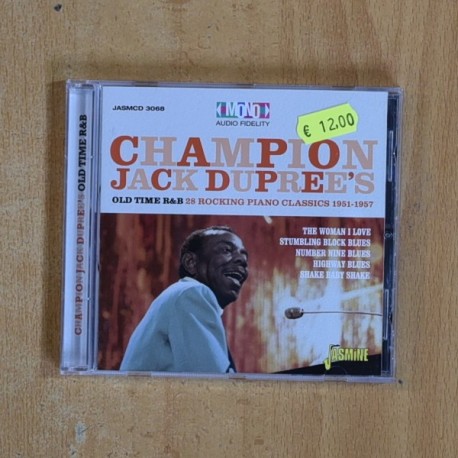 JASMCD 3068
MONO
AUDIO FIDELITY
€ 12.00
CHAMPION
JACK DUPREE'S
OLD TIME R&B 28 ROCKING PIANO CLASSICS 1951-1957
THE WOMAN I LOVE
STUMBLING BLOCK BLUES
NUMBER NINE BLUES
HIGHWAY BLUES
SHAKE BABY SHAKE
JASMINE
CHAMPION JACK DUPREE'S OLD TIME R&B